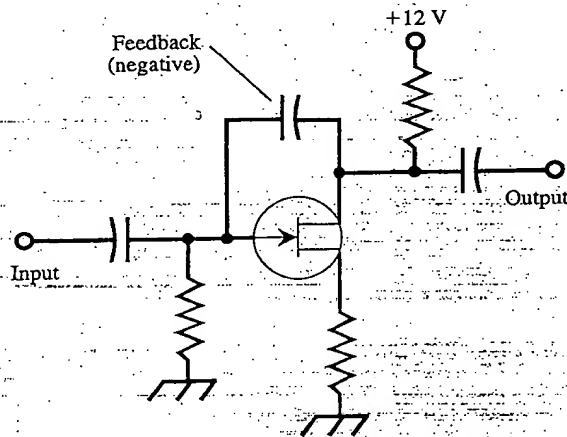 +12 V
Feedback
(negative)
Output
Input